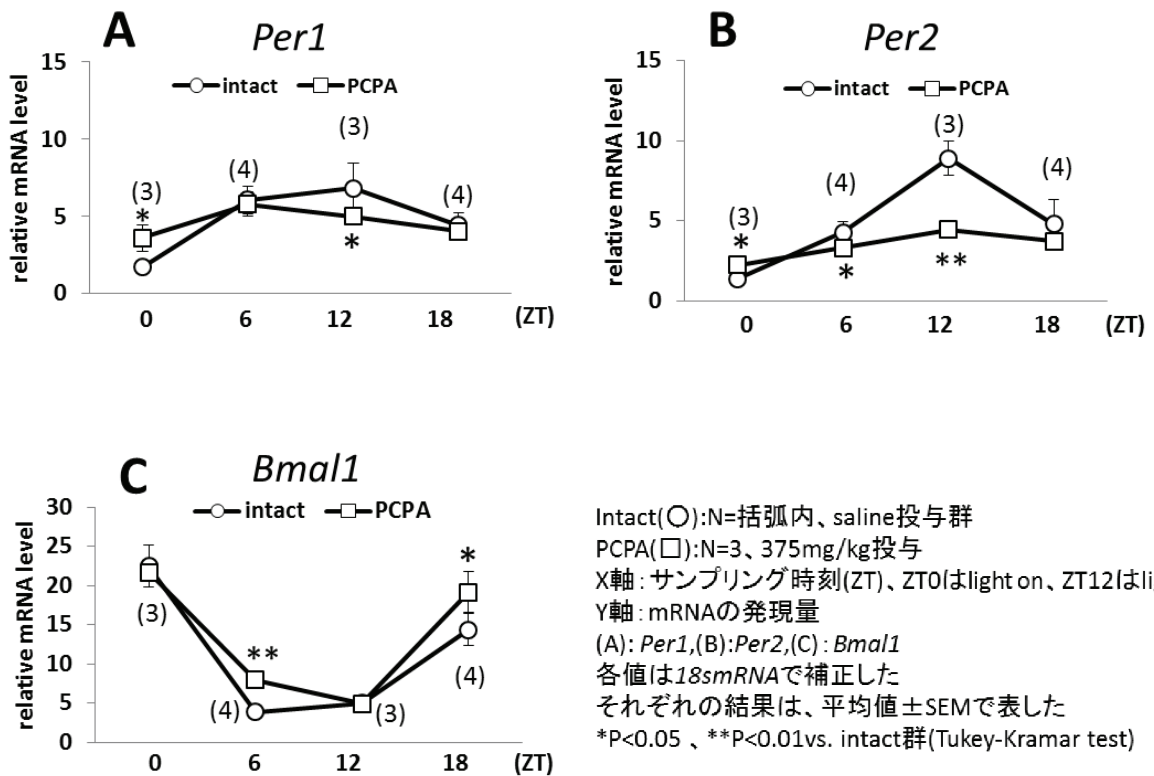 A
Per1
relative mRNA level
15
10
5
0
intact
PCPA
(3)
*
(4)
(3)
*
(4)
0
6
12
18
(ZT)
B
Per2
relative mRNA level
15
10
5
0
intact
PCPA
(3)
*
(4)
*
(3)
**
(4)
0
6
12
18
(ZT)
C
Bmal1
relative mRNA level
30
25
20
15
10
5
0
intact
PCPA
(3)
**
(4)
(3)
*
(4)
0
6
12
18
(ZT)
Intact(○):N=括弧内、saline投与群
PCPA(□):N=3、375mg/kg投与
X軸：サンプリング時刻(ZT)、ZT0はlight on、ZT12はli
Y軸：mRNAの発現量
(A): Per1,(B):Per2,(C)：Bmal1
各値は18smRNAで補正した
それぞれの結果は、平均値±SEMで表した
*P<0.05 、**P<0.01vs. intact群(Tukey-Kramar test)